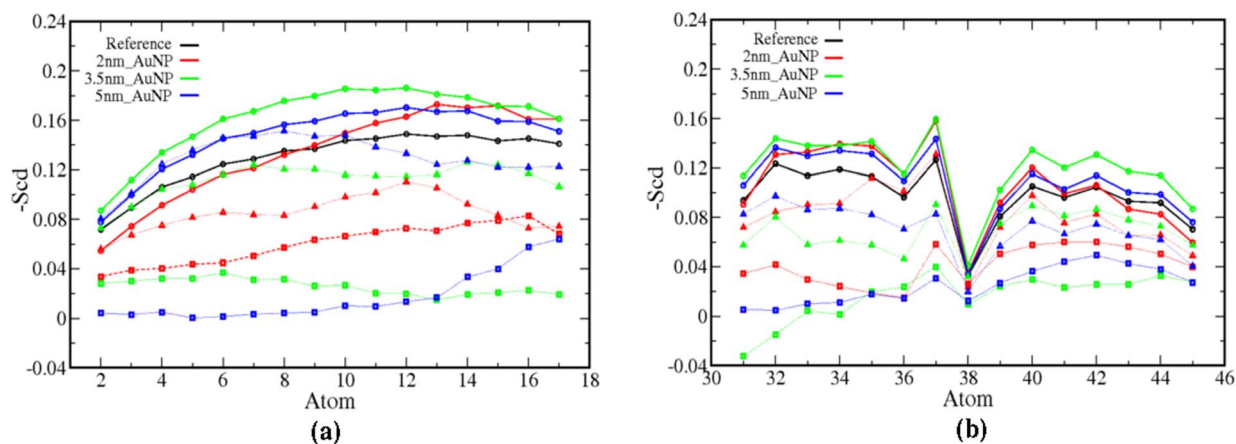 0.24
0.2
0.16
0.12
0.08
0.04
0
-0.04
-Scd
Reference
2nm_AuNP
3.5nm_AuNP
5nm_AuNP
2 4 6 8 10 12 14 16 18
Atom
(a)
0.24
0.2
0.16
0.12
0.08
0.04
0
-0.04
-Scd
Reference
2nm_AuNP
3.5nm_AuNP
5nm_AuNP
30 32 34 36 38 40 42 44 46
Atom
(b)